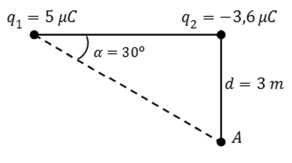 q₁ = 5 μC q₂ = −3,6 μC
α = 30°
d = 3 m
A